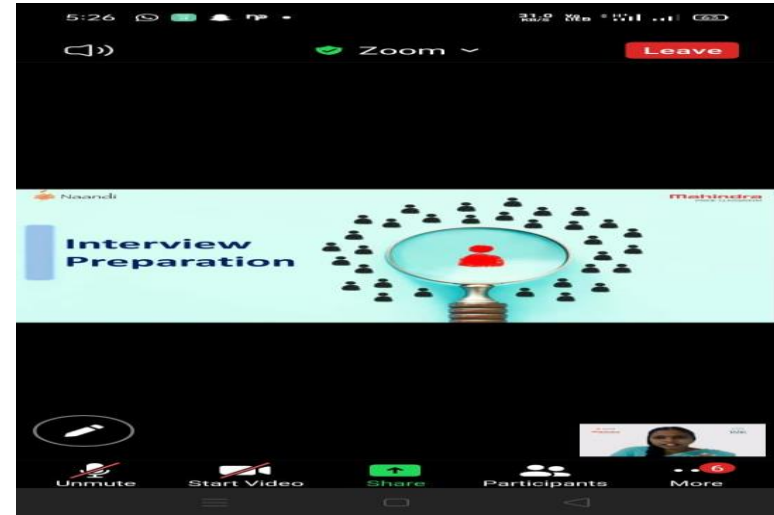 5:26
Zoom
Leave
Naandi
Mahindra
Interview
Preparation
Unmute
Start Video
Share
Participants
6
More